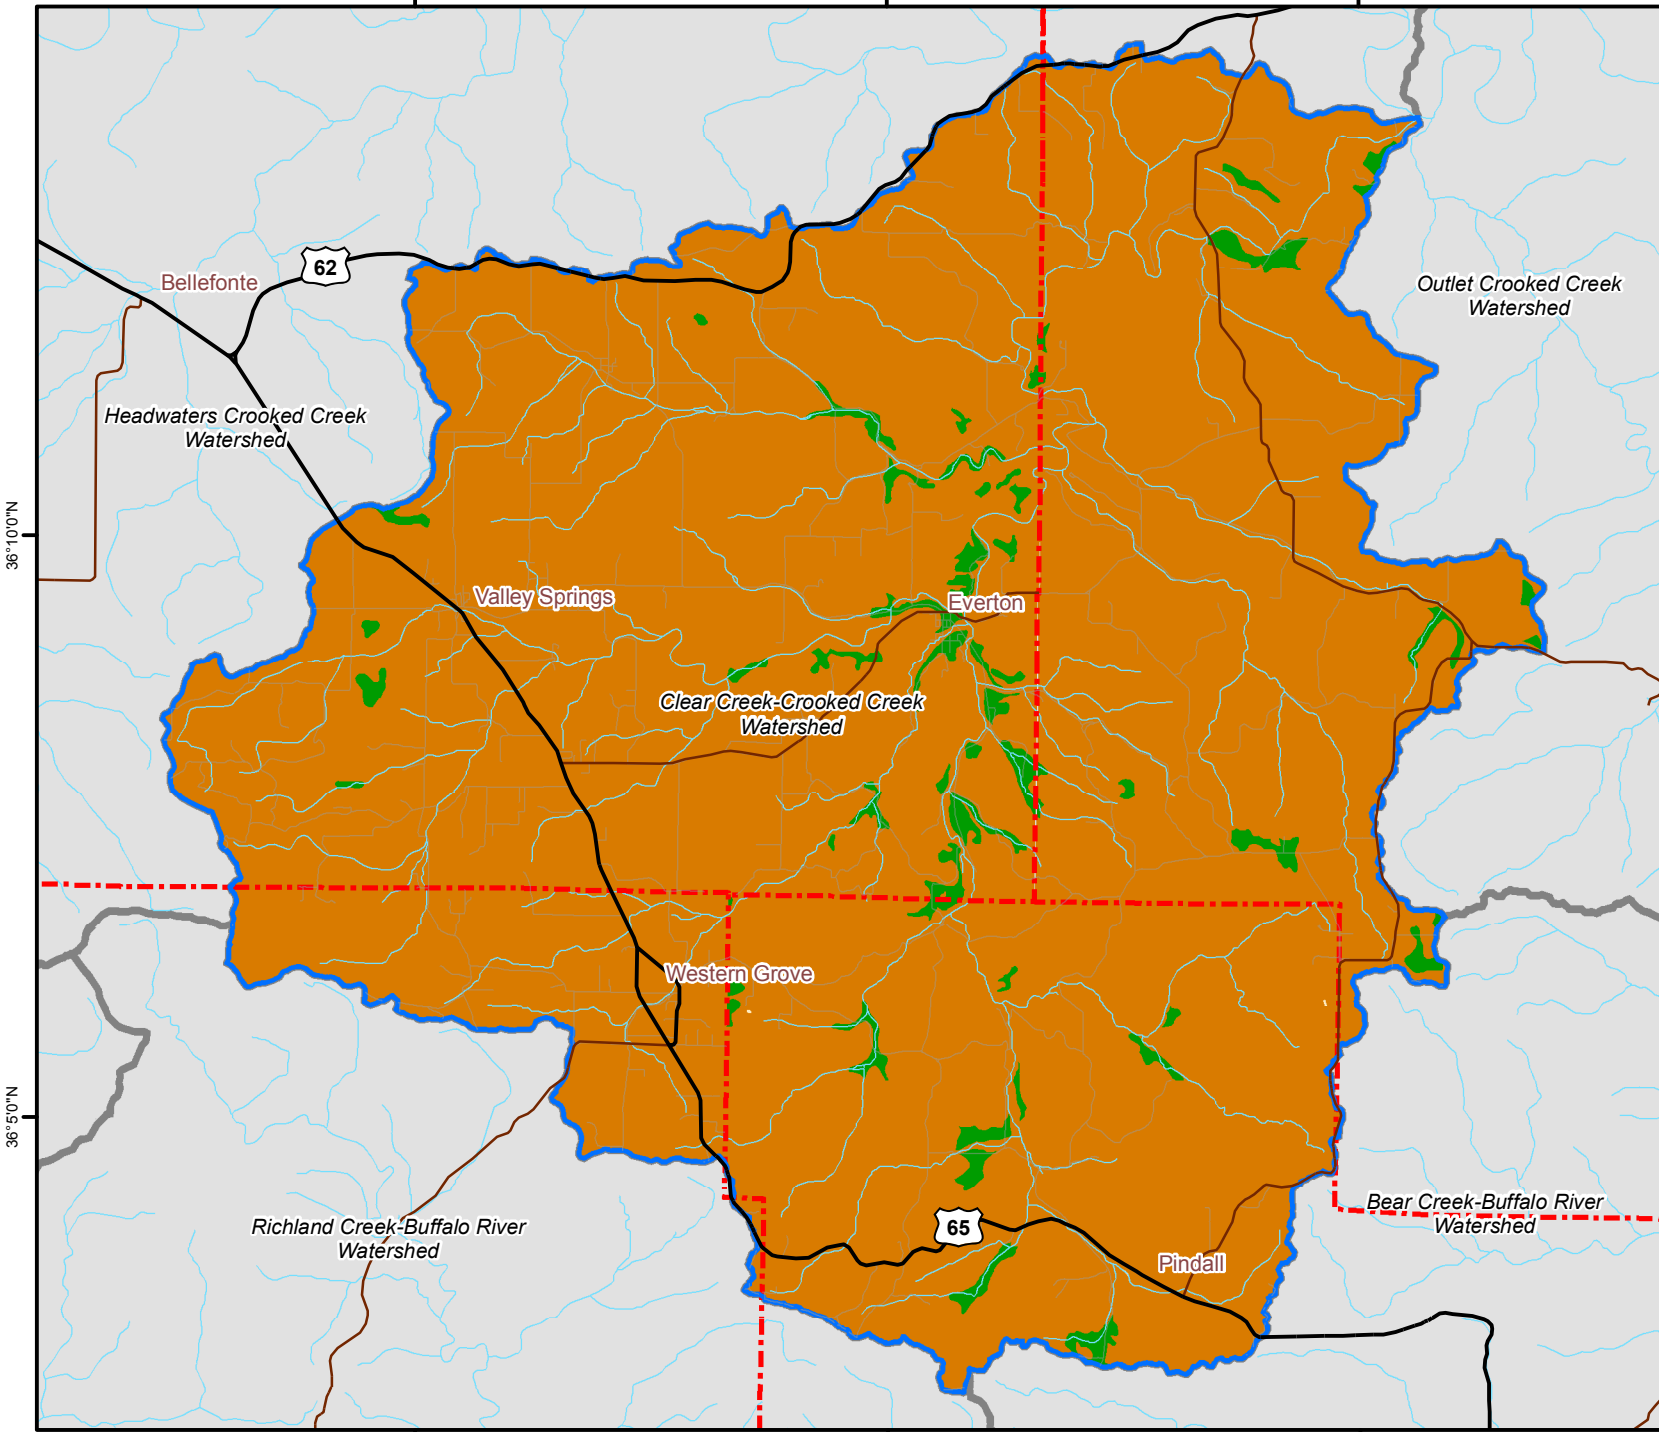 62
Bellefonte
Outlet Crooked Creek
Watershed
Headwaters Crooked Creek
Watershed
36°10'0"N
Valley Springs
Everton
Clear Creek-Crooked Creek
Watershed
Western Grove
36°5'0"N
Richland Creek-Buffalo River
Watershed
65
Bear Creek-Buffalo River
Watershed
Pindall